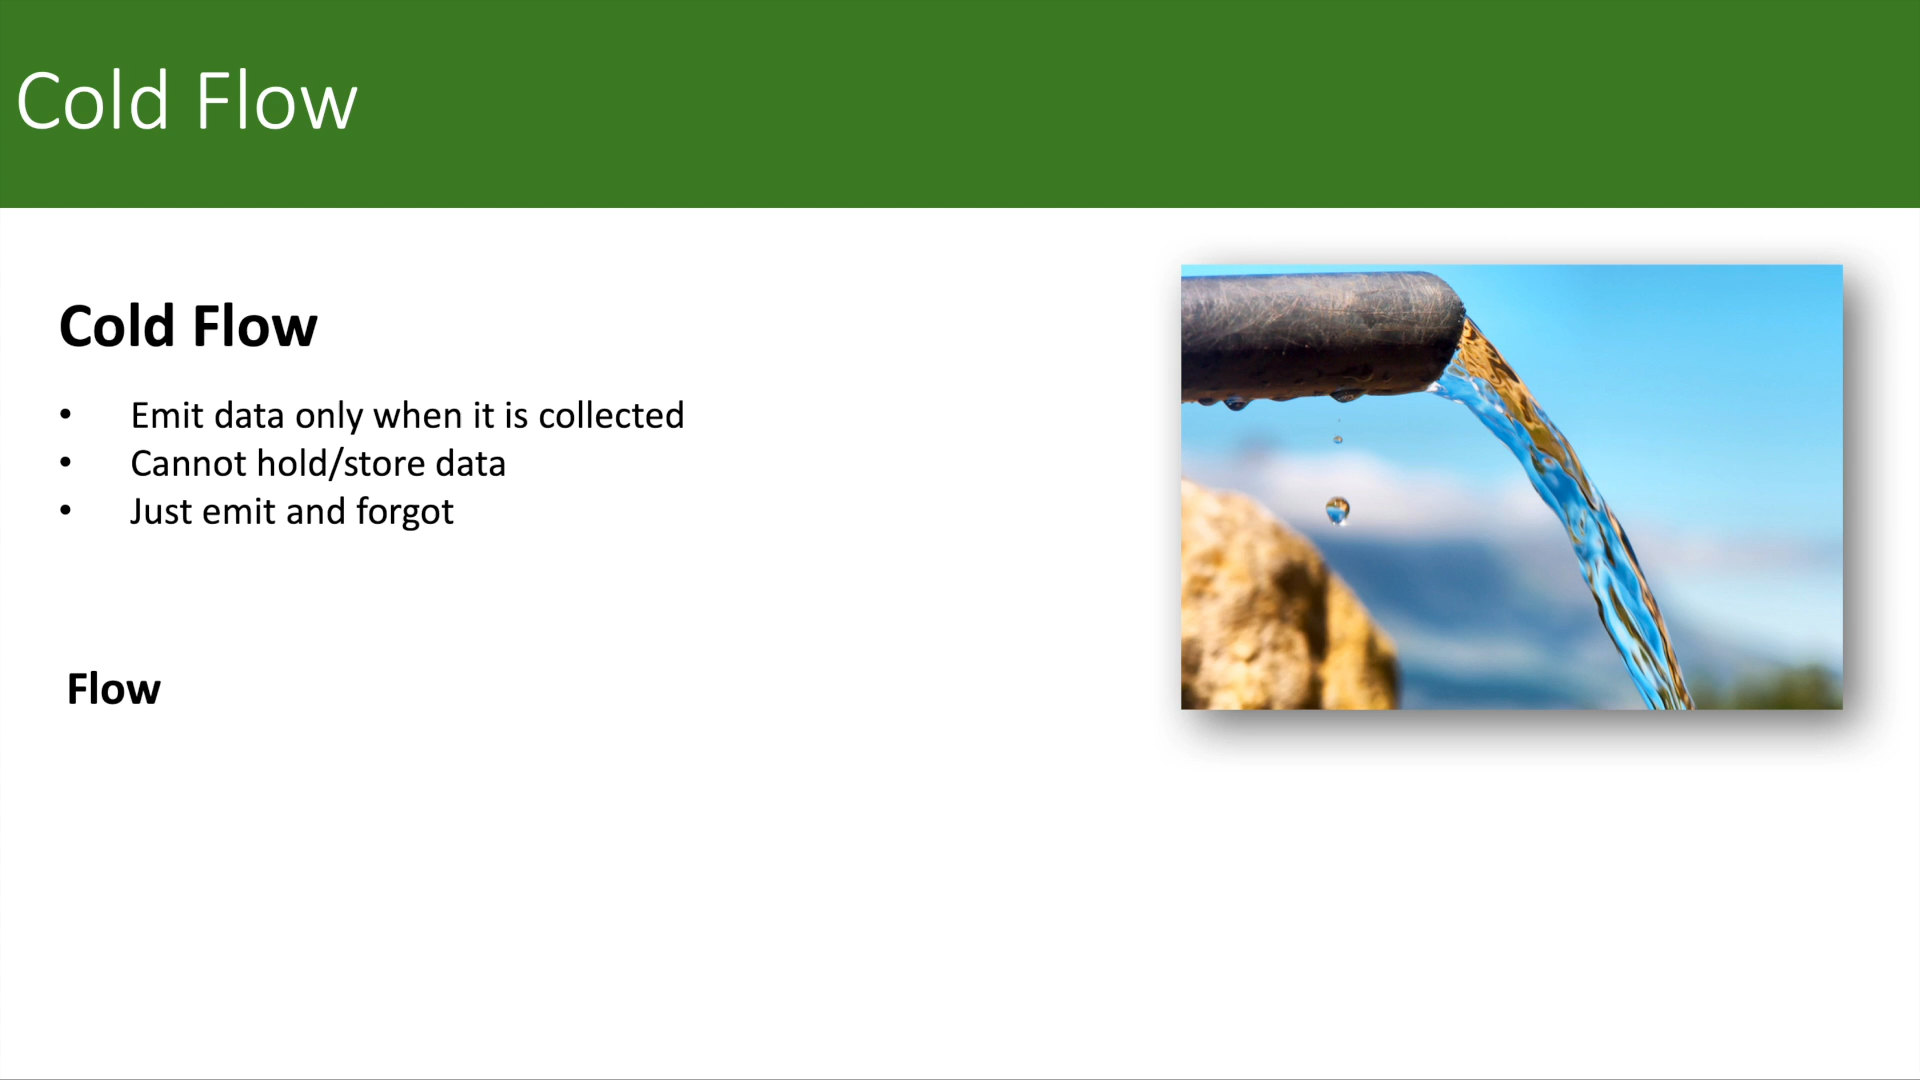 Cold Flow
Cold Flow
• Emit data only when it is collected
• Cannot hold/store data
• Just emit and forgot
Flow